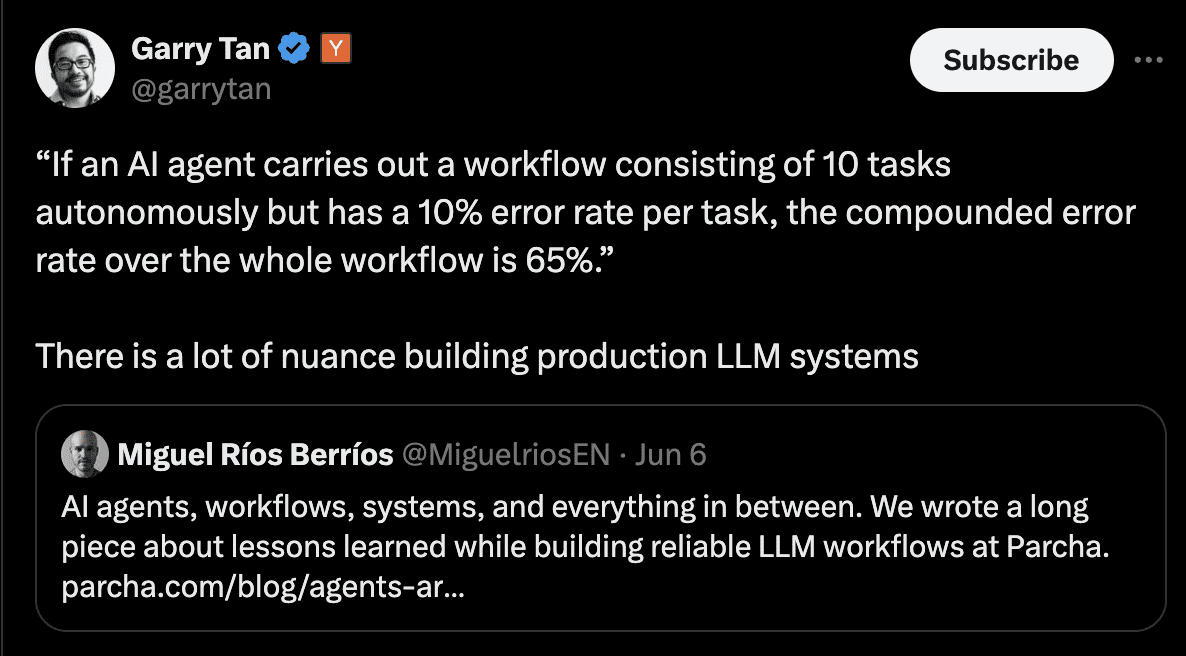 Garry Tan Y
@garrytan
Subscribe
“If an AI agent carries out a workflow consisting of 10 tasks
autonomously but has a 10% error rate per task, the compounded error
rate over the whole workflow is 65%.”
There is a lot of nuance building production LLM systems
Miguel Ríos Berríos @MiguelriosEN · Jun 6
AI agents, workflows, systems, and everything in between. We wrote a long
piece about lessons learned while building reliable LLM workflows at Parcha.
parcha.com/blog/agents-ar...